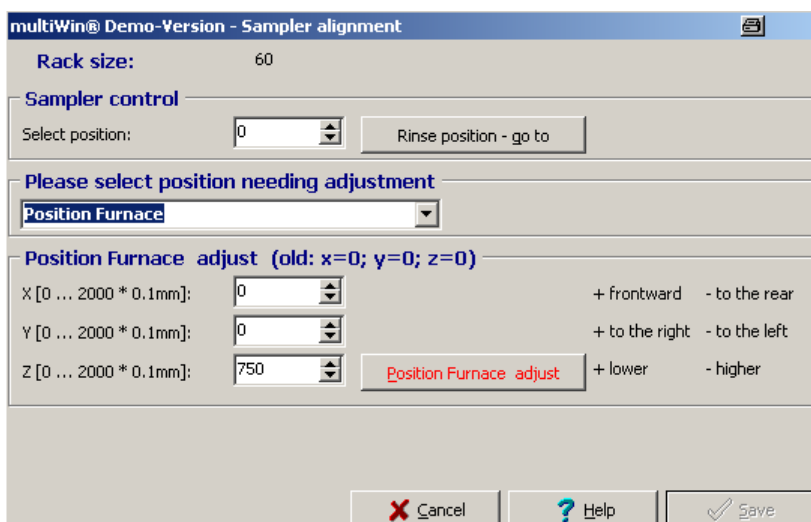 multiWin® Demo-Version - Sampler alignment
Rack size: 60
Sampler control
Select position: 0 Rinse position - go to
Please select position needing adjustment
Position Furnace
Position Furnace adjust (old: x=0; y=0; z=0)
X [0 ... 2000 * 0.1mm]: 0 + frontward - to the rear
Y [0 ... 2000 * 0.1mm]: 0 + to the right - to the left
Z [0 ... 2000 * 0.1mm]: 750 Position Furnace adjust + lower - higher
Cancel ? Help Save